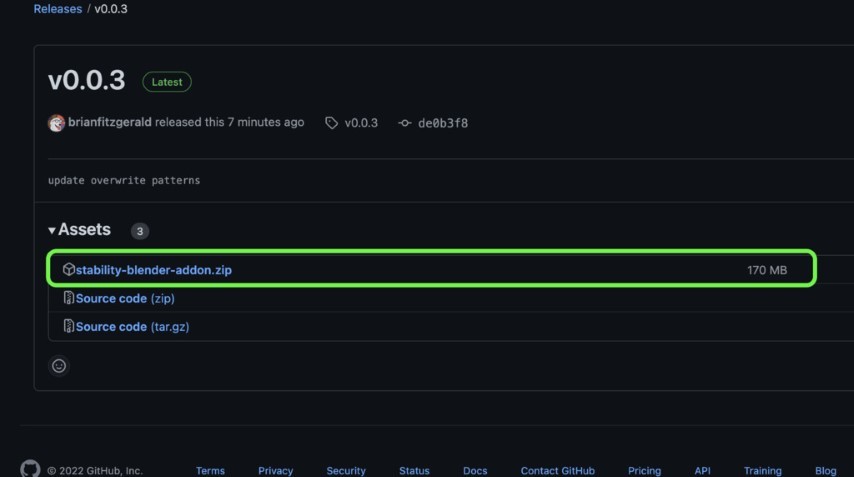 Releases / v0.0.3
v0.0.3 Latest
brianfitzgerald released this 7 minutes ago v0.0.3 de0b3f8
update overwrite patterns
Assets 3
stability-blender-addon.zip 170 MB
Source code (zip)
Source code (tar.gz)
© 2022 GitHub, Inc. Terms Privacy Security Status Docs Contact GitHub Pricing API Training Blog